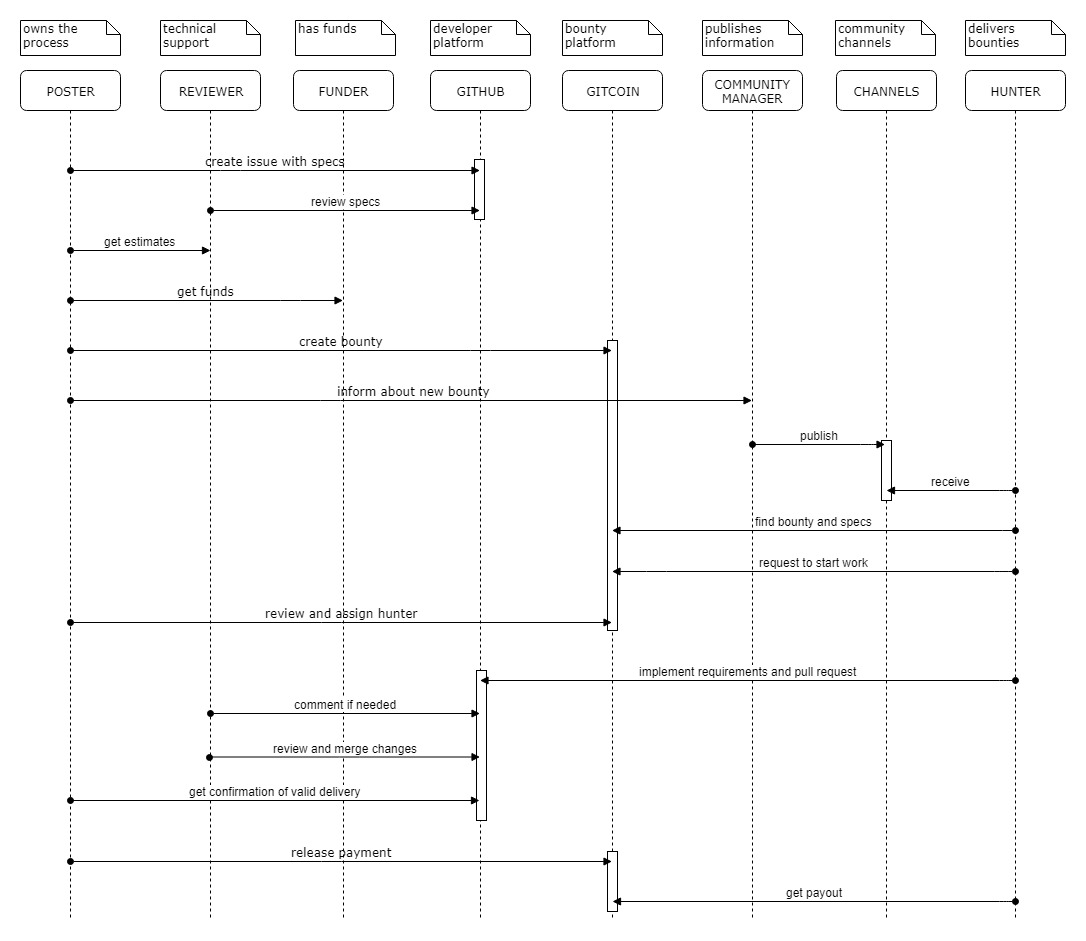 owns the
process
technical
support
has funds
developer
platform
bounty
platform
publishes
information
community
channels
delivers
bounties
POSTER
REVIEWER
FUNDER
GITHUB
GITCOIN
COMMUNITY
MANAGER
CHANNELS
HUNTER
create issue with specs
review specs
get estimates
get funds
create bounty
inform about new bounty
publish
receive
find bounty and specs
request to start work
review and assign hunter
implement requirements and pull request
comment if needed
review and merge changes
get confirmation of valid delivery
release payment
get payout